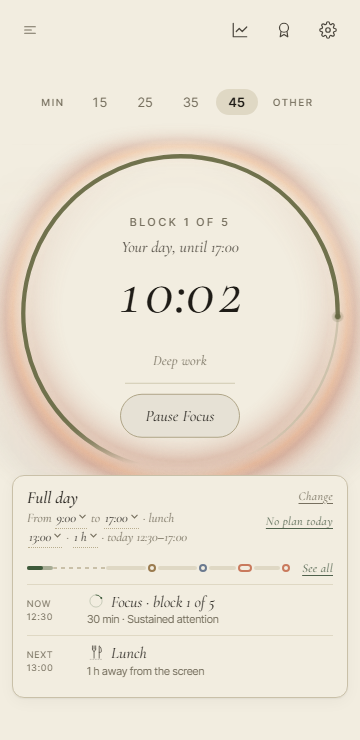 MIN 15 25 35 45 OTHER
BLOCK 1 OF 5
Your day, until 17:00
10:02
Deep work
Pause Focus
Full day
Change
From 9:00 to 17:00 · lunch
No plan today
13:00 · 1 h · today 12:30–17:00
See all
NOW
12:30
Focus · block 1 of 5
30 min · Sustained attention
NEXT
13:00
Lunch
1 h away from the screen